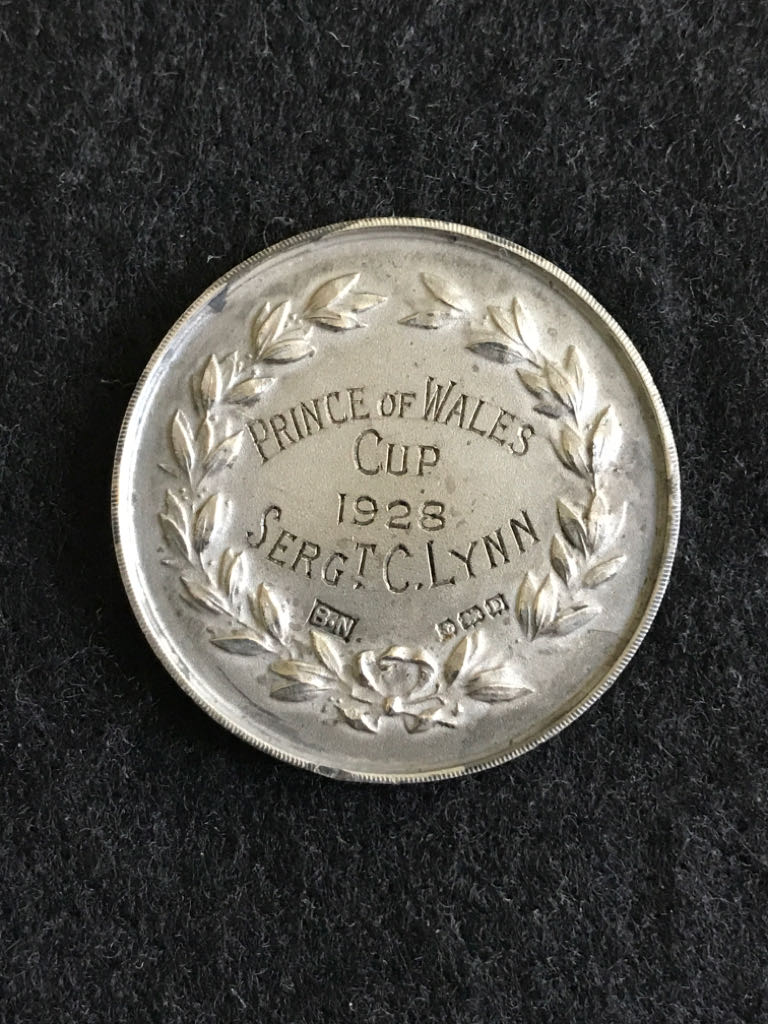 PRINCE OF WALES
CUP
1928
SERGT. C. LYNN
B.N